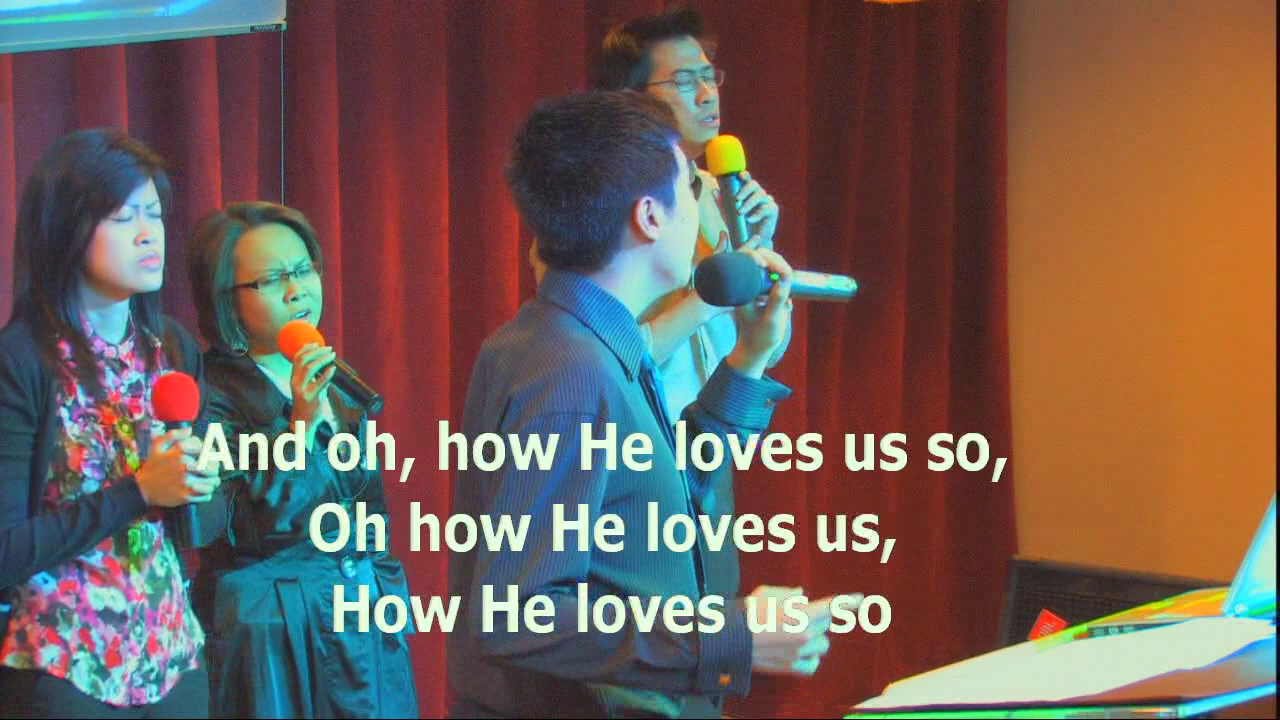 And oh, how He loves us so,
Oh how He loves us,
How He loves us so